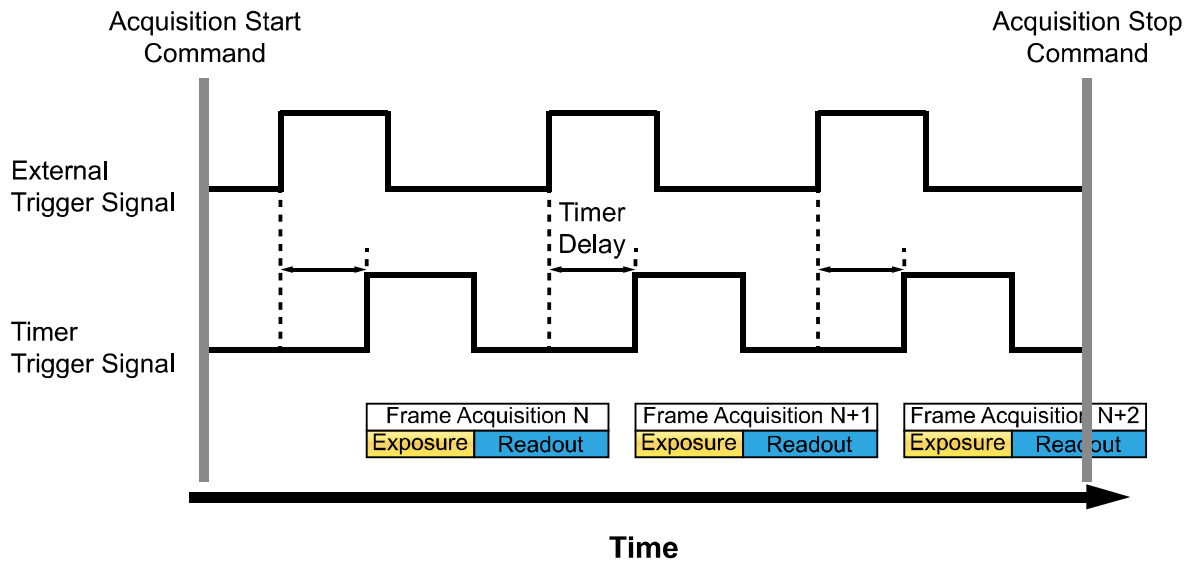 Acquisition Start
Command
Acquisition Stop
Command
External
Trigger Signal
Timer
Delay
Timer
Trigger Signal
Frame Acquisition N
Frame Acquisition N+1
Frame Acquisition N+2
Exposure
Readout
Exposure
Readout
Exposure
Readout
Time